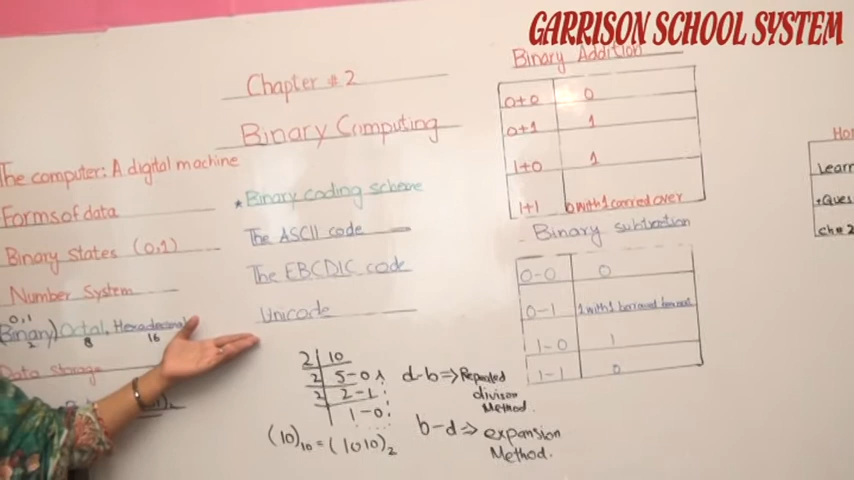 GARRISON SCHOOL SYSTEM
Chapter # 2
Binary Computing
The computer: A digital machine
Forms of data
Binary States (0,1)
Number System
0,1
(Binary) Octal, Hexadecimal
2 8 16
Data storage
* Binary coding scheme
The ASCII code
The EBCDIC code
Unicode
2 | 10
2 | 5-0
2 | 2-1
1-0
(10)10 = (1010)2
d-b => Repeated
divison
Method.
b-d => expansion
Method.
Binary Addition
0+0 0
0+1 1
1+0 1
1+1 0 with 1 carried over
Binary subtraction
0-0 0
0-1 1 with 1 borrowed
1-0 1
1-1 0
Learn
+Ques
ch# 2